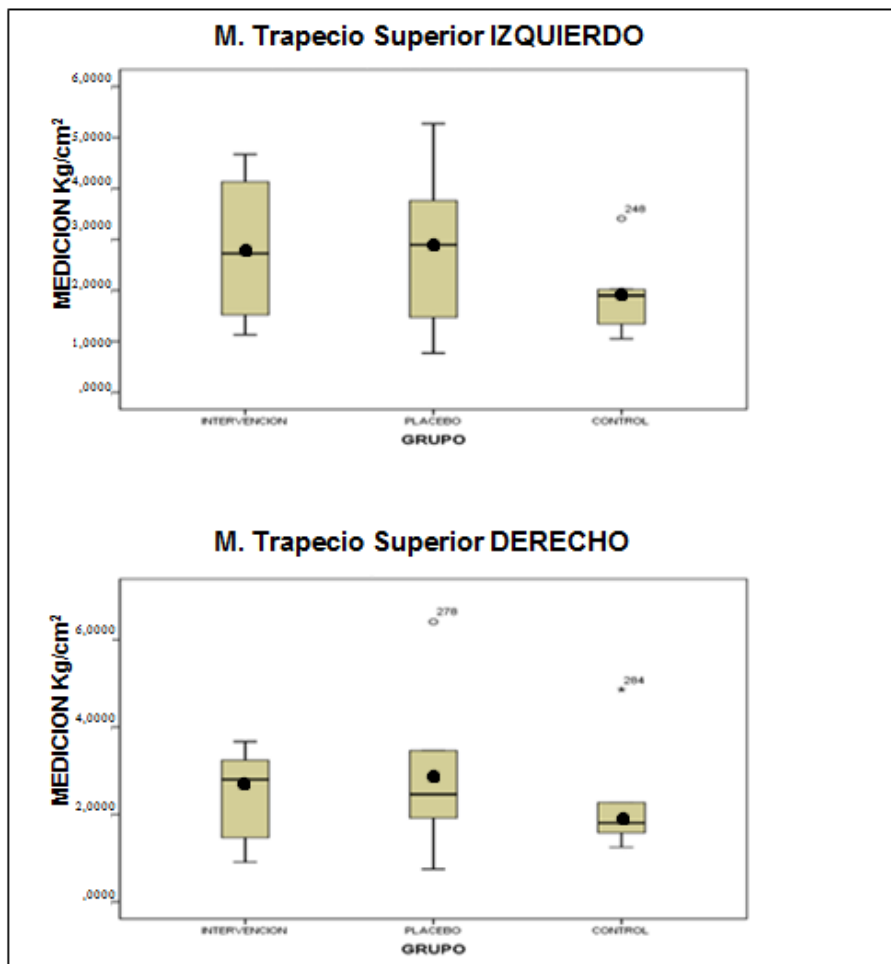 M. Trapecio Superior IZQUIERDO
MEDICION Kg/cm²
6,0000
5,0000
4,0000
3,0000
2,0000
1,0000
,0000
248
INTERVENCION PLACEBO CONTROL
GRUPO
M. Trapecio Superior DERECHO
MEDICION Kg/cm²
6,0000
4,0000
2,0000
,0000
278
284
INTERVENCION PLACEBO CONTROL
GRUPO